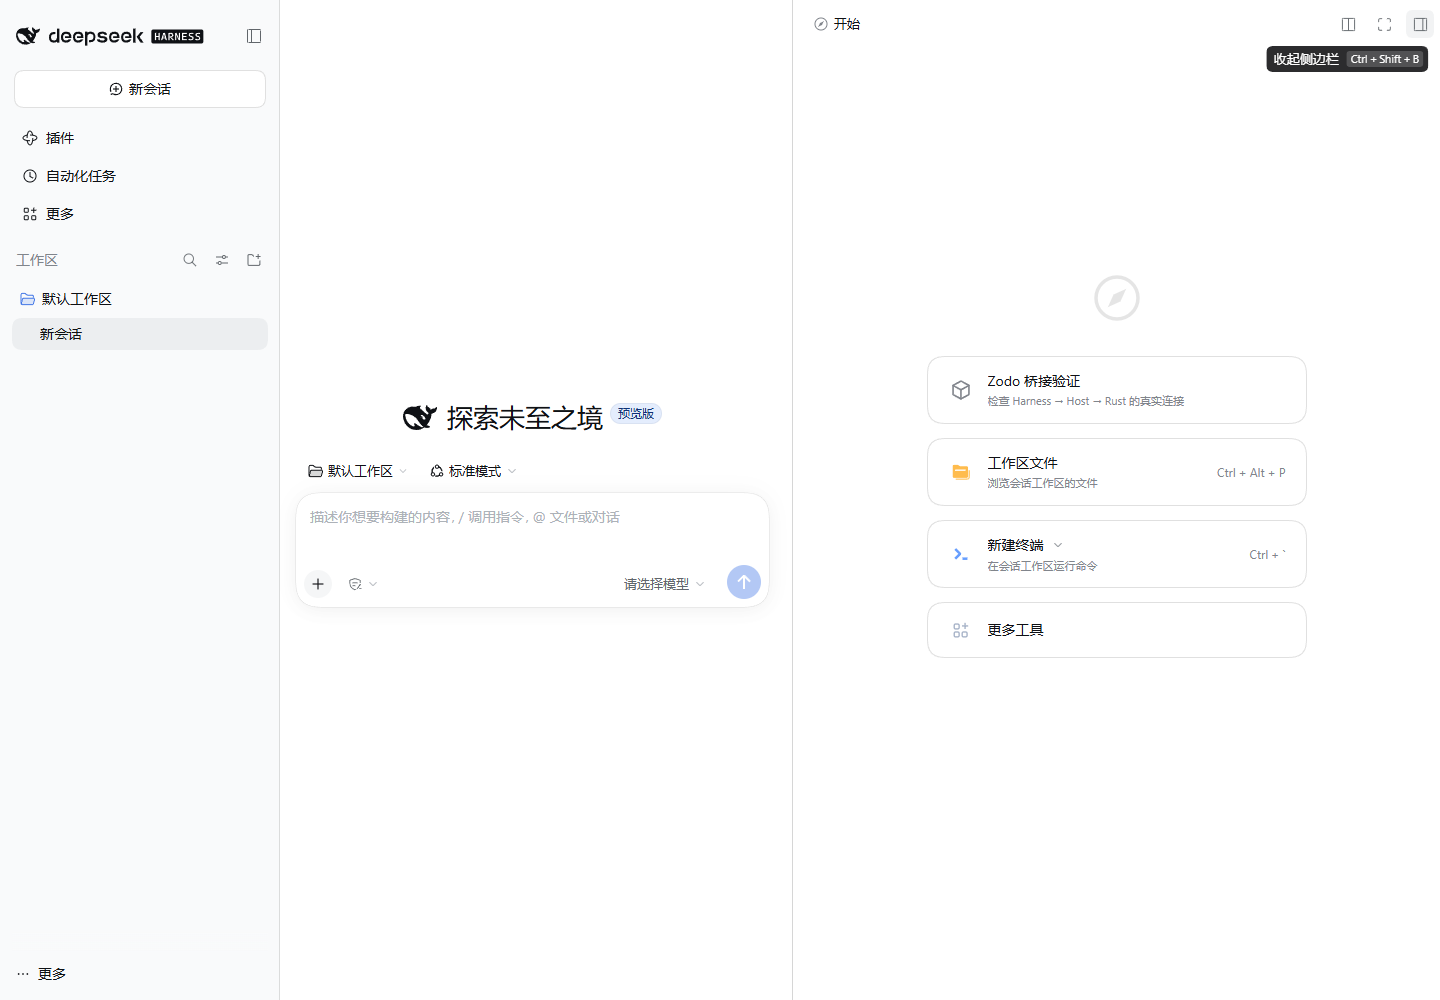 deepseek HARNESS
新会话
插件
自动化任务
更多
工作区
默认工作区
新会话
更多
探索未至之境 预览版
默认工作区 标准模式
描述你想要构建的内容, / 调用指令, @ 文件或对话
请选择模型
开始
收起侧边栏 Ctrl + Shift + B
Zodo 桥接验证
检查 Harness → Host → Rust 的真实连接
工作区文件
浏览会话工作区的文件
Ctrl + Alt + P
新建终端
在会话工作区运行命令
Ctrl + `
更多工具